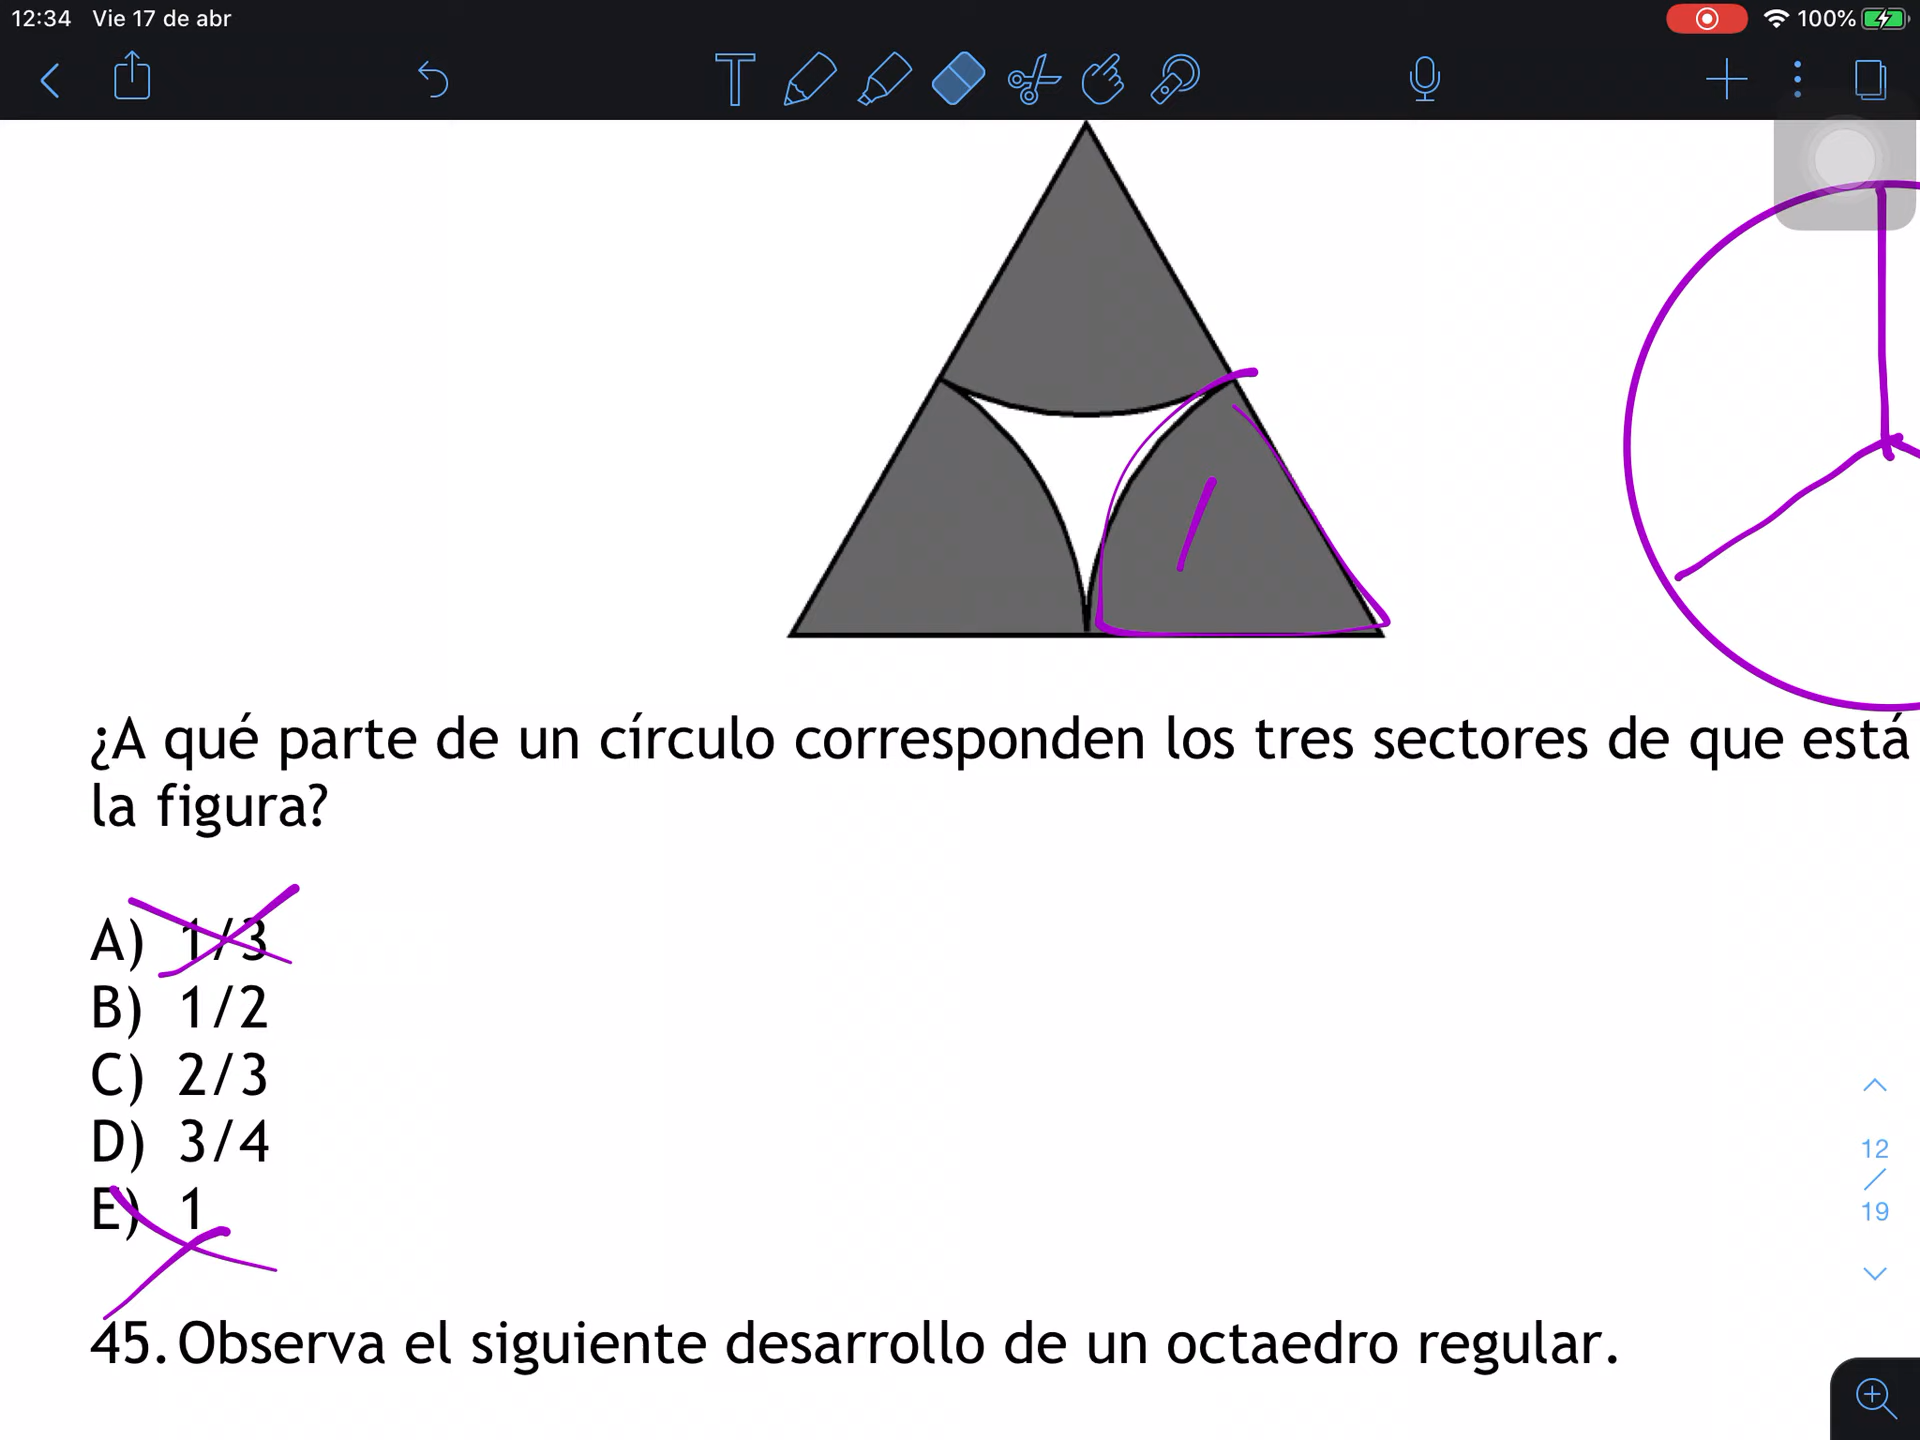 12:34 Vie 17 de abr 100%
¿A qué parte de un círculo corresponden los tres sectores de que está
la figura?
A) 1/3
B) 1/2
C) 2/3
D) 3/4
E) 1
12
/
19
45. Observa el siguiente desarrollo de un octaedro regular.